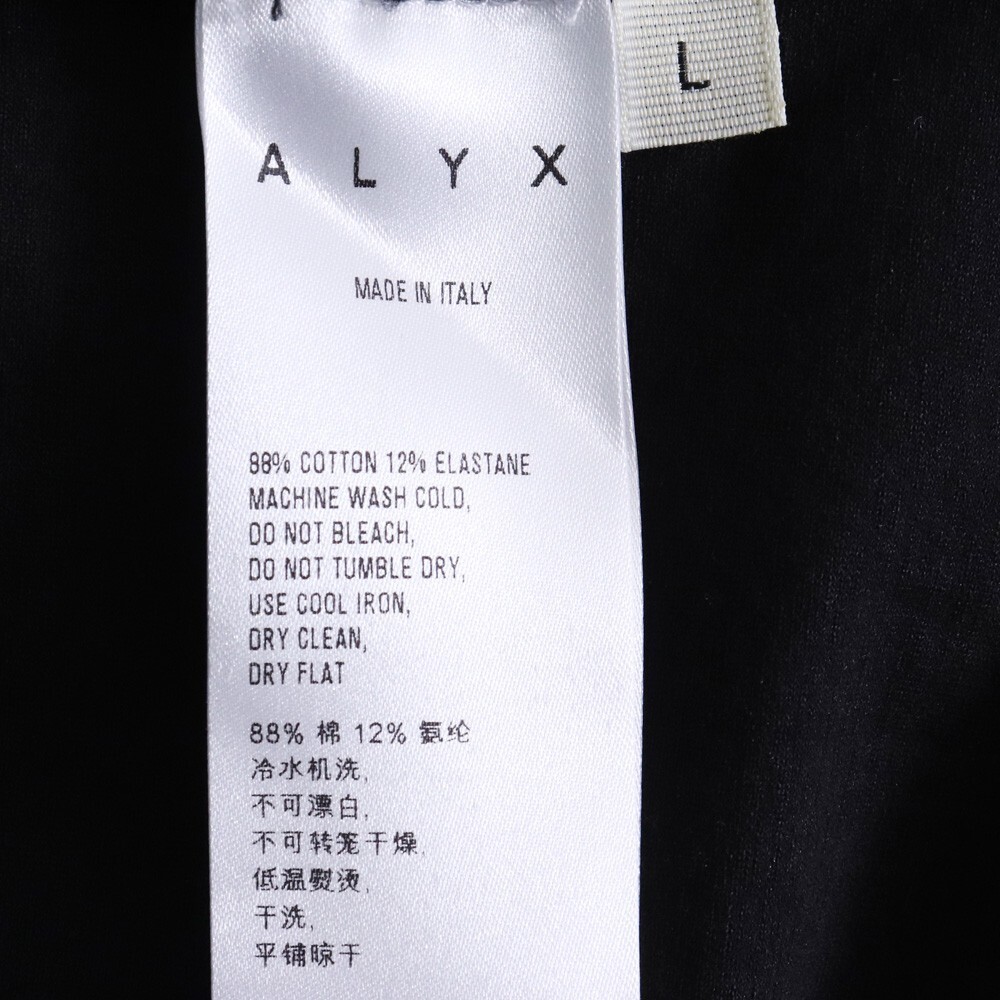 L
A L Y X
MADE IN ITALY
88% COTTON 12% ELASTANE
MACHINE WASH COLD,
DO NOT BLEACH,
DO NOT TUMBLE DRY,
USE COOL IRON,
DRY CLEAN,
DRY FLAT
88% 棉 12% 氨纶
冷水机洗,
不可漂白,
不可转笼干燥,
低温熨烫,
干洗,
平铺晾干